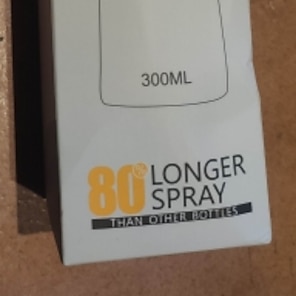 300ML
80% LONGER
SPRAY
THAN OTHER BOTTLES